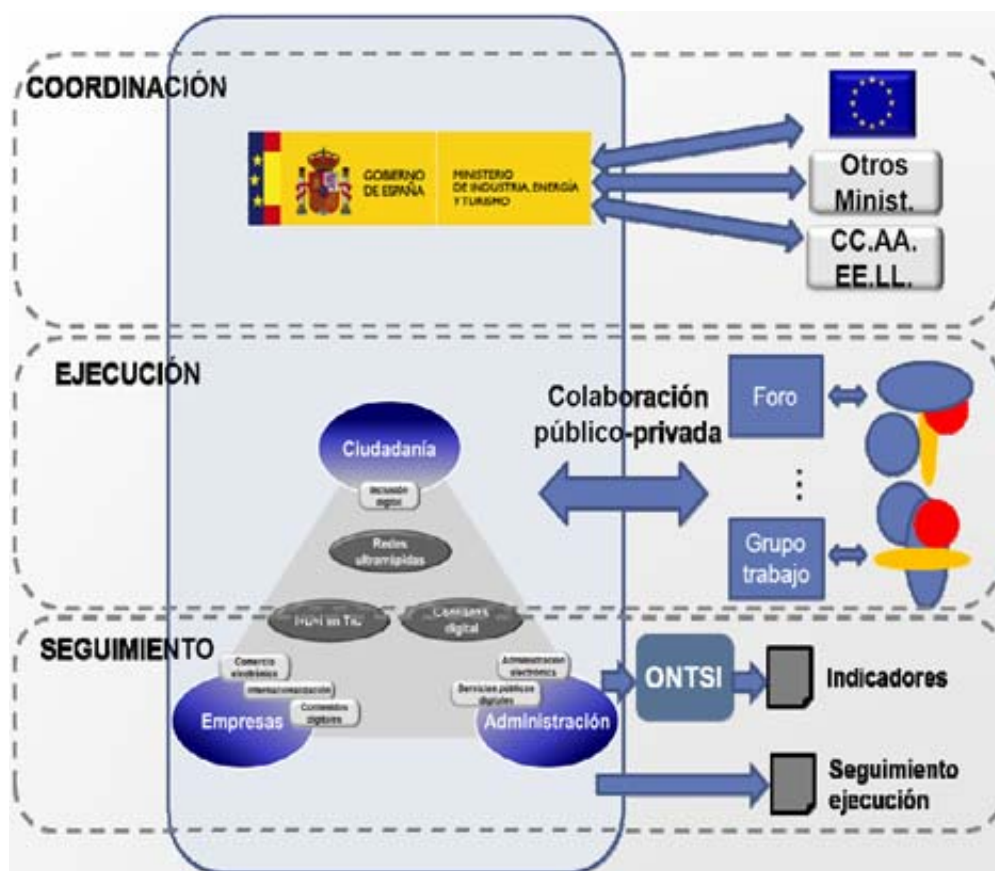 COORDINACIÓN
GOBIERNO
DE ESPAÑA
MINISTERIO
DE INDUSTRIA, ENERGÍA
Y TURISMO
Otros
Minist.
CC.AA.
EE.LL.
EJECUCIÓN
Colaboración
público-privada
Foro
Grupo
trabajo
Ciudadanía
Inclusión
digital
Redes
ultrarrápidas
I+D+i en TIC
Confianza
digital
SEGUIMIENTO
Comercio
electrónico
Internacionalización
Contenidos
digitales
Empresas
Administración
electrónica
Servicios públicos
digitales
Administración
ONTSI
Indicadores
Seguimiento
ejecución